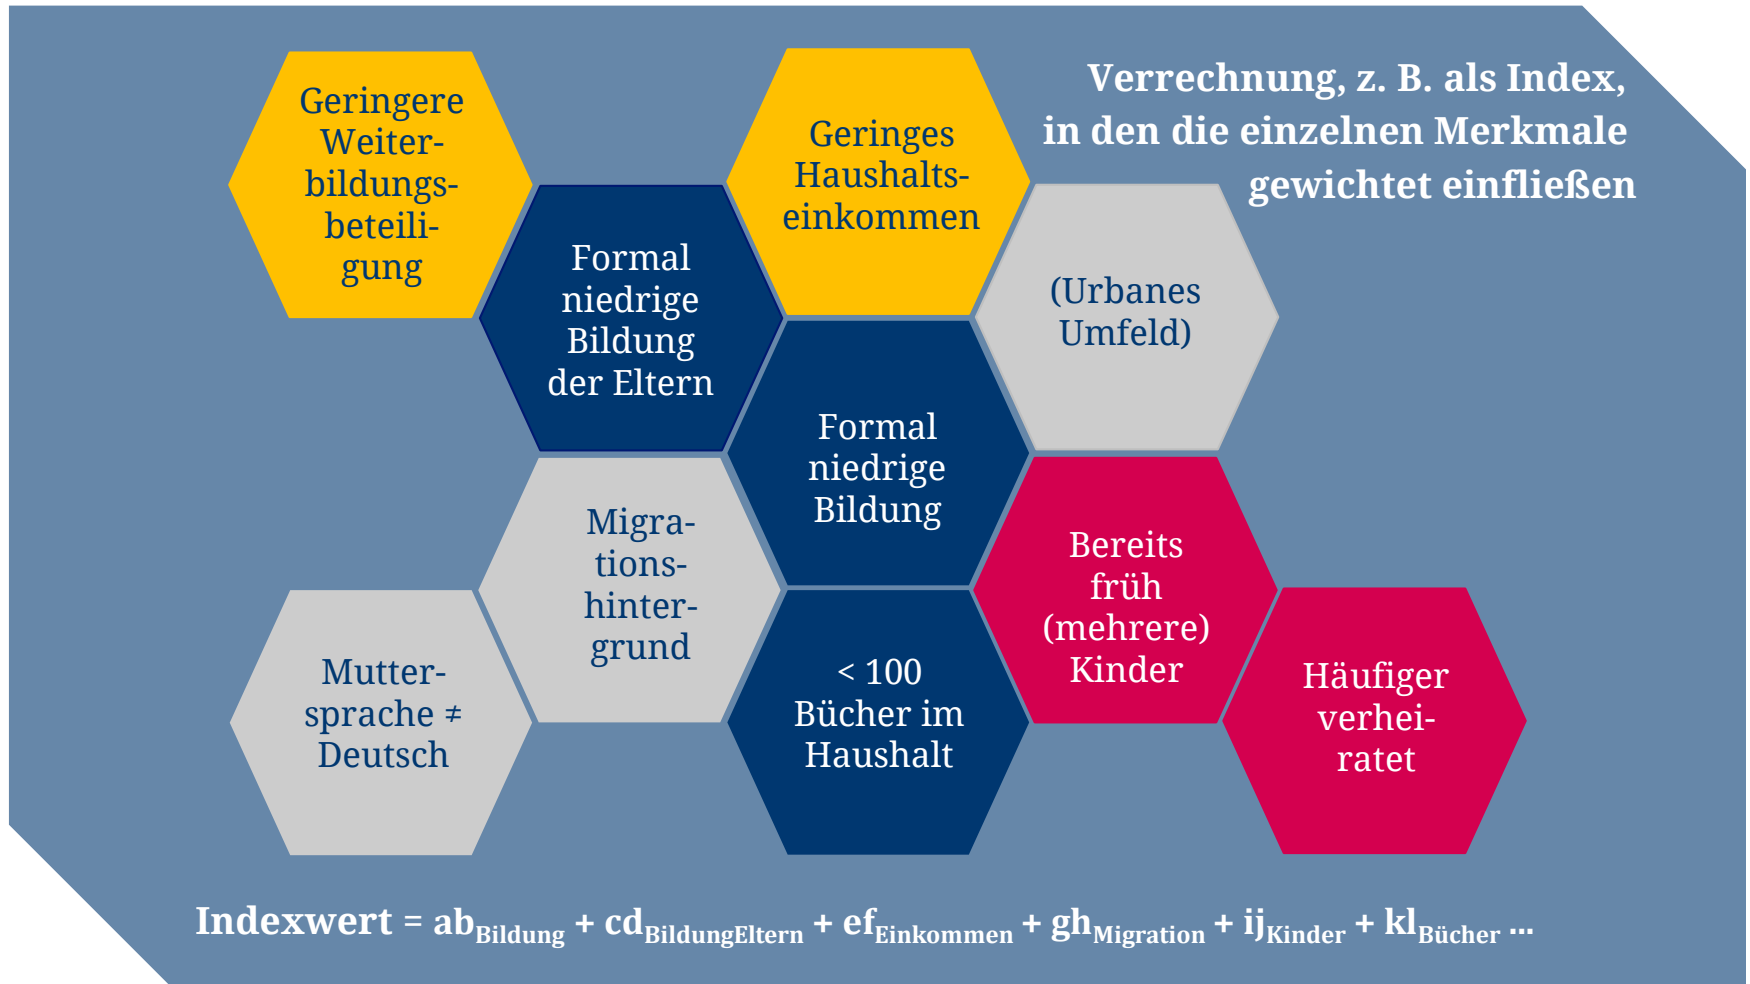 Verrechnung, z. B. als Index,
in den die einzelnen Merkmale
gewichtet einfließen
Geringere
Weiter-
bildungs-
beteili-
gung
Geringes
Haushalts-
einkommen
Formal
niedrige
Bildung
der Eltern
(Urbanes
Umfeld)
Formal
niedrige
Bildung
Migra-
tions-
hinter-
grund
Bereits
früh
(mehrere)
Kinder
Mutter-
sprache ≠
Deutsch
< 100
Bücher im
Haushalt
Häufiger
verhei-
ratet
Indexwert = abBildung + cdBildungEltern + efEinkommen + ghMigration + ijKinder + klBücher ...